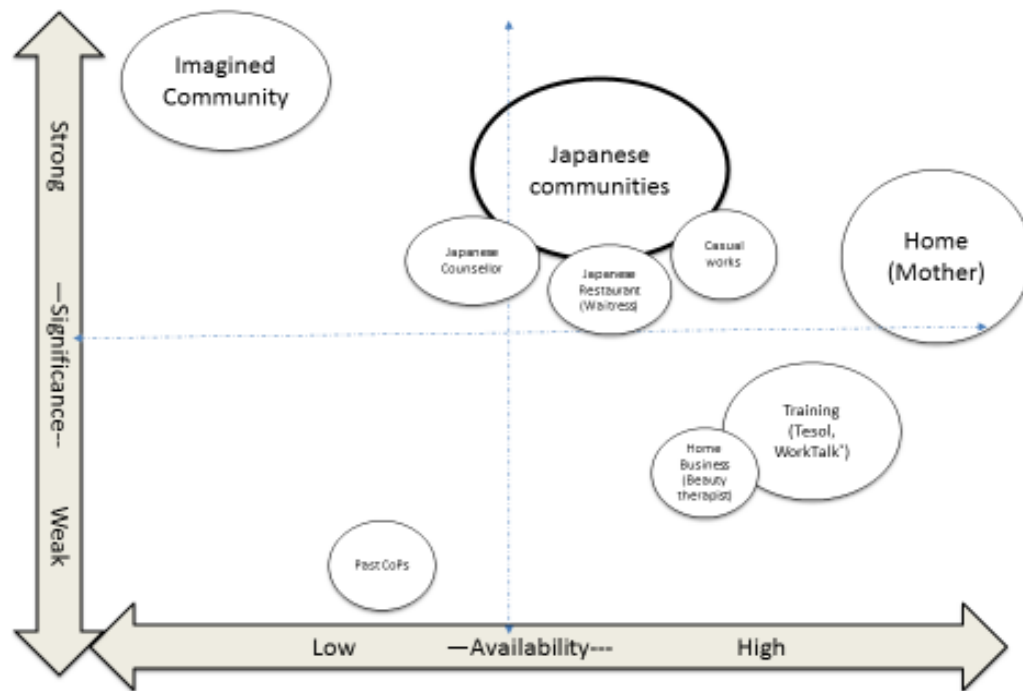 Imagined
Community
Japanese
communities
Japanese
Counsellor
Japanese
Restaurant
(Waitress)
Casual
works
Home
(Mother)
Training
(Tesol,
WorkTalk*)
Home
Business
(Beauty
therapist)
Past CoPs
Strong
—Significance---
Weak
Low
—Availability---
High